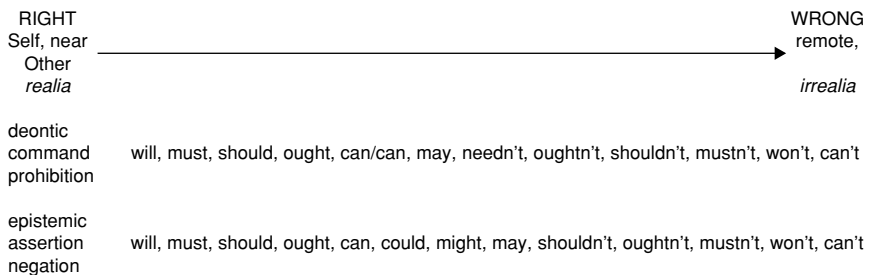 RIGHT
Self, near
Other
realia
WRONG
remote,
irrealia
deontic
command
prohibition
will, must, should, ought, can/can, may, needn't, oughtn't, shouldn't, mustn't, won't, can't
epistemic
assertion
negation
will, must, should, ought, can, could, might, may, shouldn't, oughtn't, mustn't, won't, can't